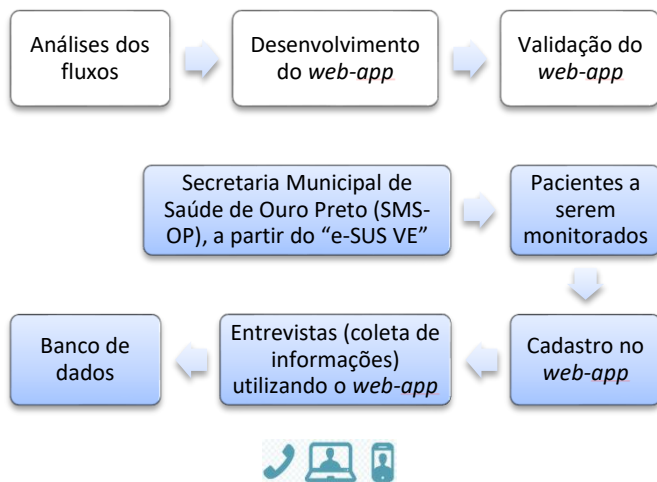 Análises dos
fluxos
Desenvolvimento
do web-app
Validação do
web-app
Secretaria Municipal de
Saúde de Ouro Preto (SMS-
OP), a partir do “e-SUS VE”
Pacientes a
serem
monitorados
Cadastro no
web-app
Entrevistas (coleta de
informações)
utilizando o web-app
Banco de
dados